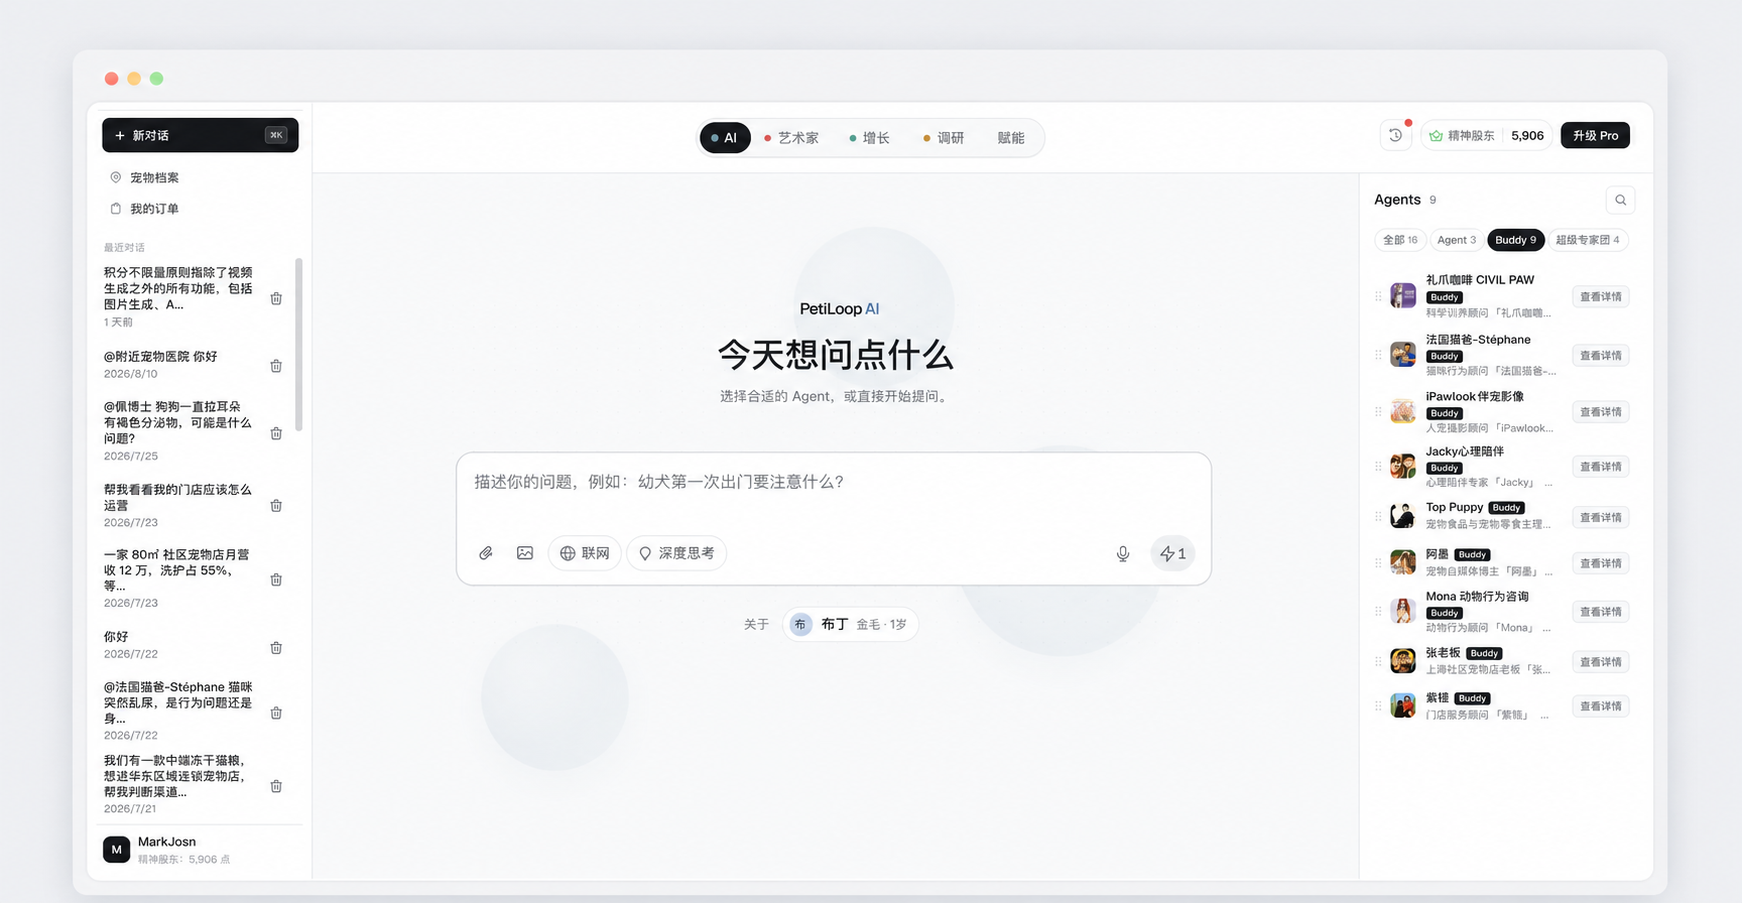 新对话
⌘K
宠物档案
我的订单
最近对话
积分不限量原则指除了视频
生成之外的所有功能，包括
图片生成、A...
1 天前
@附近宠物医院 你好
2026/8/10
@佩博士 狗狗一直拉耳朵
有褐色分泌物，可能是什么
问题？
2026/7/25
帮我看看我的门店应该怎么
运营
2026/7/23
一家 80㎡ 社区宠物店月营
收 12 万，洗护占 55%，
等...
2026/7/23
你好
2026/7/22
@法国猫爸-Stéphane 猫咪
突然乱尿，是行为问题还是
身...
2026/7/22
我们有一款中端冻干猫粮，
想进华东区域连锁宠物店，
帮我判断渠道...
2026/7/21
M
MarkJosn
精神股东：5,906 点
AI
艺术家
增长
调研
赋能
精神股东 5,906
升级 Pro
PetiLoop AI
今天想问点什么
选择合适的 Agent，或直接开始提问。
描述你的问题，例如：幼犬第一次出门要注意什么？
联网
深度思考
1
关于
布 布丁 金毛 · 1岁
Agents 9
全部 16
Agent 3
Buddy 9
超级专家团 4
礼爪咖啡 CIVIL PAW
Buddy
科学训养顾问「礼爪咖啡...
查看详情
法国猫爸-Stéphane
Buddy
猫咪行为顾问「法国猫爸-...
查看详情
iPawlook伴宠影像
Buddy
人宠摄影顾问「iPawlook...
查看详情
Jacky心理陪伴
Buddy
心理陪伴专家「Jacky」 ...
查看详情
Top Puppy Buddy
宠物食品与宠物零食主理...
查看详情
阿墨 Buddy
宠物自媒体博主「阿墨」 ...
查看详情
Mona 动物行为咨询
Buddy
动物行为顾问「Mona」 ...
查看详情
张老板 Buddy
上海社区宠物店老板「张...
查看详情
Buddy
门店服务顾问
查看详情